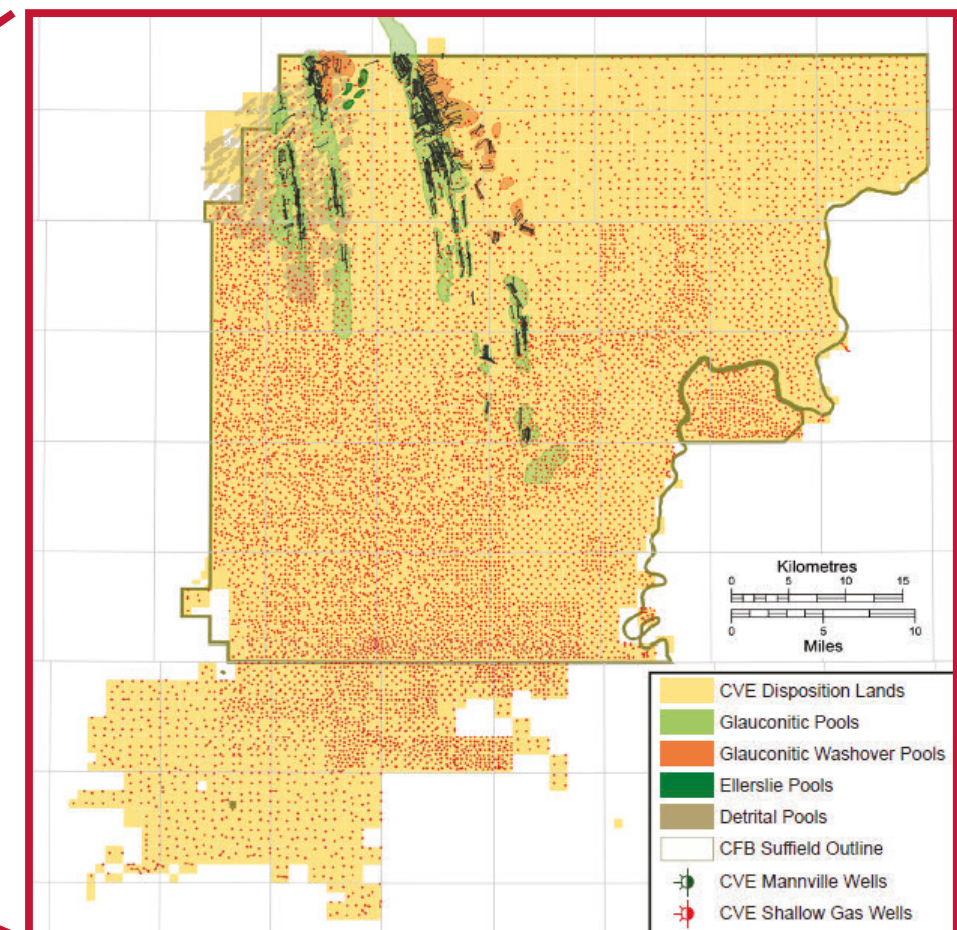 Kilometres
0 5 10 15
0 5 10
Miles
CVE Disposition Lands
Glauconitic Pools
Glauconitic Washover Pools
Ellerslie Pools
Detrital Pools
CFB Suffield Outline
CVE Mannville Wells
CVE Shallow Gas Wells